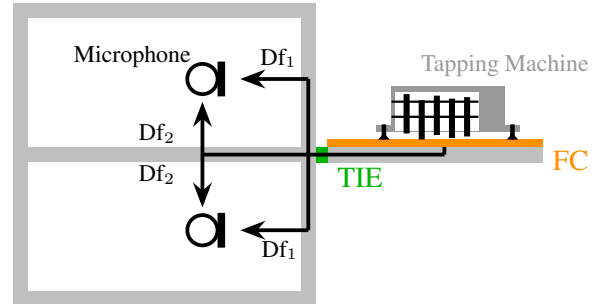 Microphone
Df₁
Tapping Machine
Df₂
Df₂
TIE
FC
Df₁